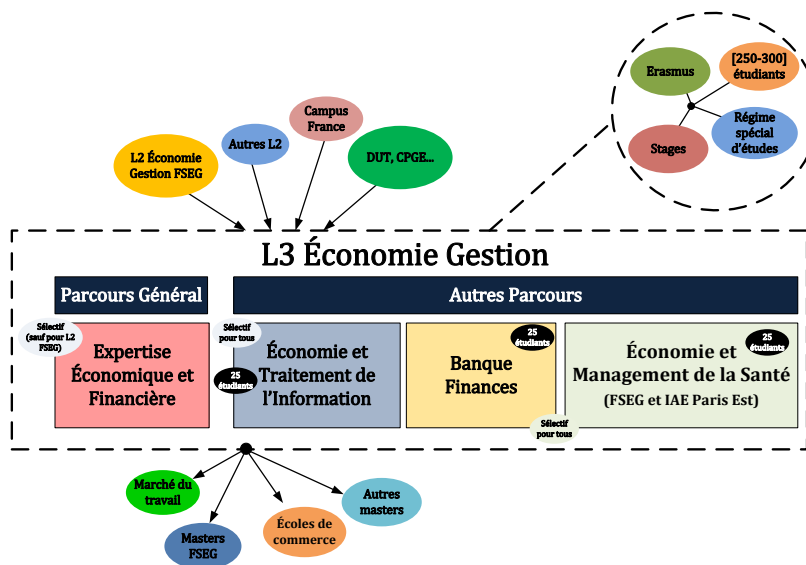 Erasmus
[250-300]
étudiants
Régime
spécial
d'études
Stages
Campus
France
Autres L2
L2 Économie
Gestion FSEG
DUT, CPGE...
L3 Économie Gestion
Parcours Général
Autres Parcours
Sélectif
(sauf pour L2
FSEG)
Expertise
Économique et
Financière
Sélectif
pour tous
25
étudiants
Économie et
Traitement de
l'Information
25
étudiants
Banque
Finances
Sélectif
pour tous
25
étudiants
Économie et
Management de la Santé
(FSEG et IAE Paris Est)
Marché du
travail
Masters
FSEG
Écoles de
commerce
Autres
masters